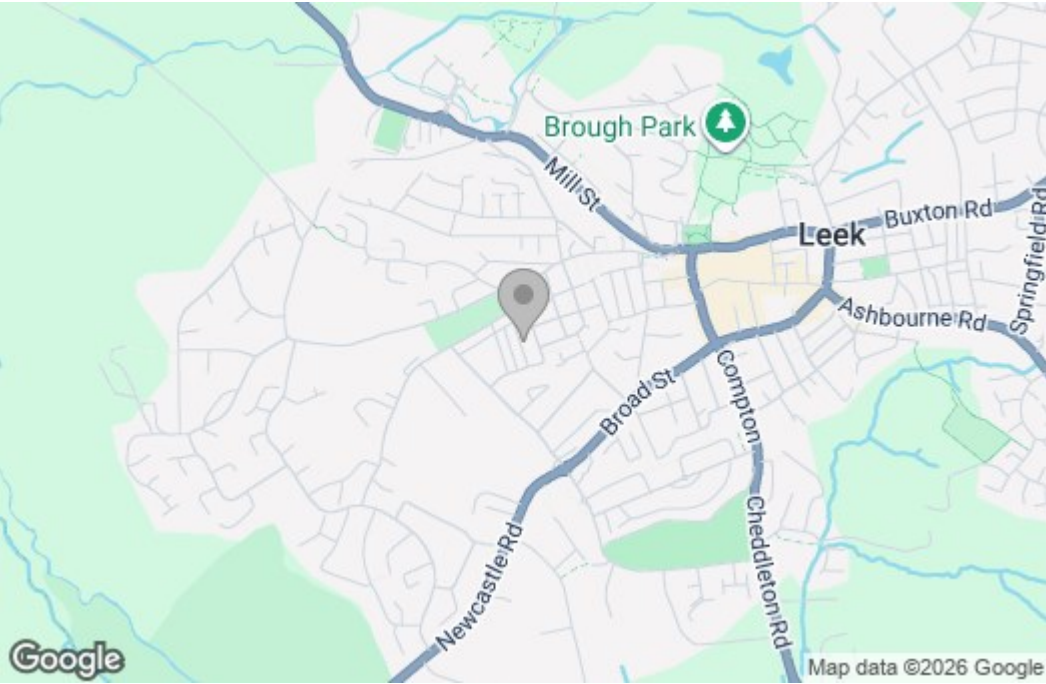 Brough Park
Mill St
Buxton Rd
Leek
Springfield Rd
Ashbourne Rd
Broad St
Compton
Cheddleton Rd
Newcastle Rd
Google
Map data ©2026 Google